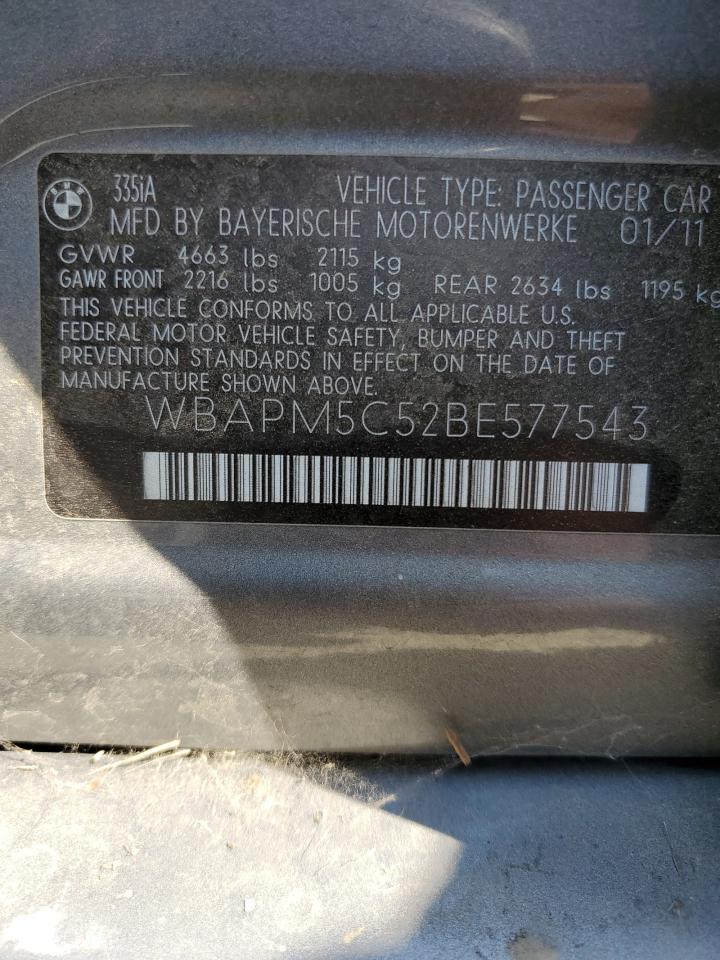 BMW
335iA VEHICLE TYPE: PASSENGER CAR
MFD BY BAYERISCHE MOTORENWERKE 01/11
GVWR 4663 lbs 2115 kg
GAWR FRONT 2216 lbs 1005 kg REAR 2634 lbs 1195 kg
THIS VEHICLE CONFORMS TO ALL APPLICABLE U.S.
FEDERAL MOTOR VEHICLE SAFETY, BUMPER AND THEFT
PREVENTION STANDARDS IN EFFECT ON THE DATE OF
MANUFACTURE SHOWN ABOVE.
WBAPM5C52BE577543